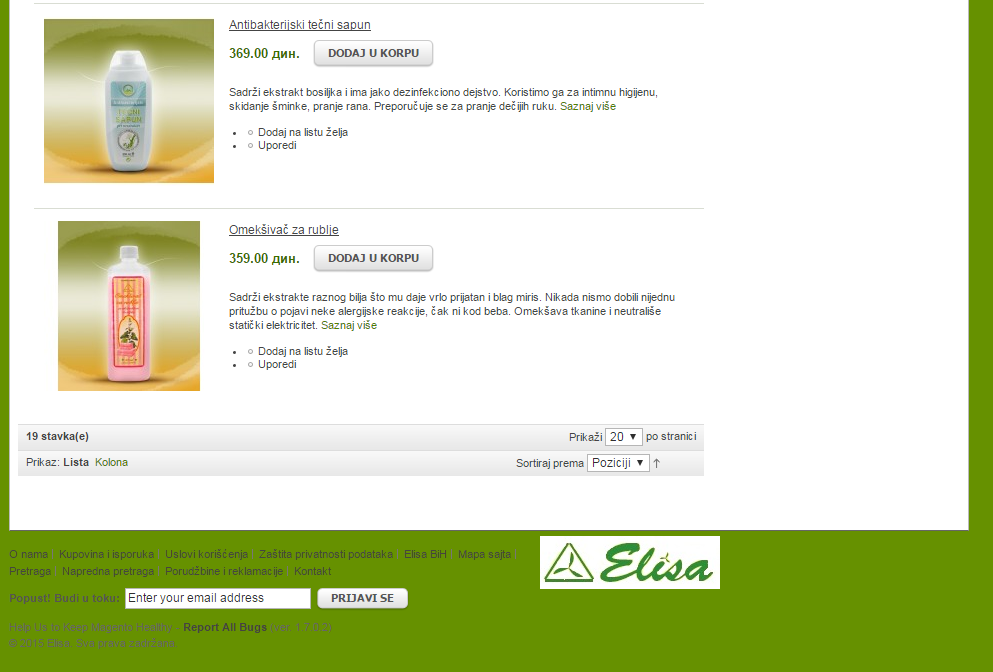 Antibakterijski tečni sapun
369.00 дин. DODAJ U KORPU
Sadrži ekstrakt bosiljka i ima jako dezinfekciono dejstvo. Koristimo ga za intimnu higijenu,
skidanje šminke, pranje rana. Preporučuje se za pranje dečijih ruku. Saznaj više
Dodaj na listu želja
Uporedi
TEČNI
SAPUN
Omekšivač za rublje
359.00 дин. DODAJ U KORPU
Sadrži ekstrakte raznog bilja što mu daje vrlo prijatan i blag miris. Nikada nismo dobili nijednu
pritužbu o pojavi neke alergijske reakcije, čak ni kod beba. Omekšava tkanine i neutrališe
statički elektricitet. Saznaj više
Dodaj na listu želja
Uporedi
19 stavka(e) Prikaži 20 po stranici
Prikaz: Lista Kolona Sortiraj prema Poziciji
O nama | Kupovina i isporuka | Uslovi korišćenja | Zaštita privatnosti podataka Elisa BiH Mapa sajta
Pretraga Napredna pretraga | Porudžbine i reklamacije Kontakt
Elisa
Popust! Budi u toku: Enter your email address PRIJAVI SE
Help Us to Keep Magento Healthy - Report All Bugs (ver. 1.7.0.2)
© 2015 Elisa. Sva prava zadržana.